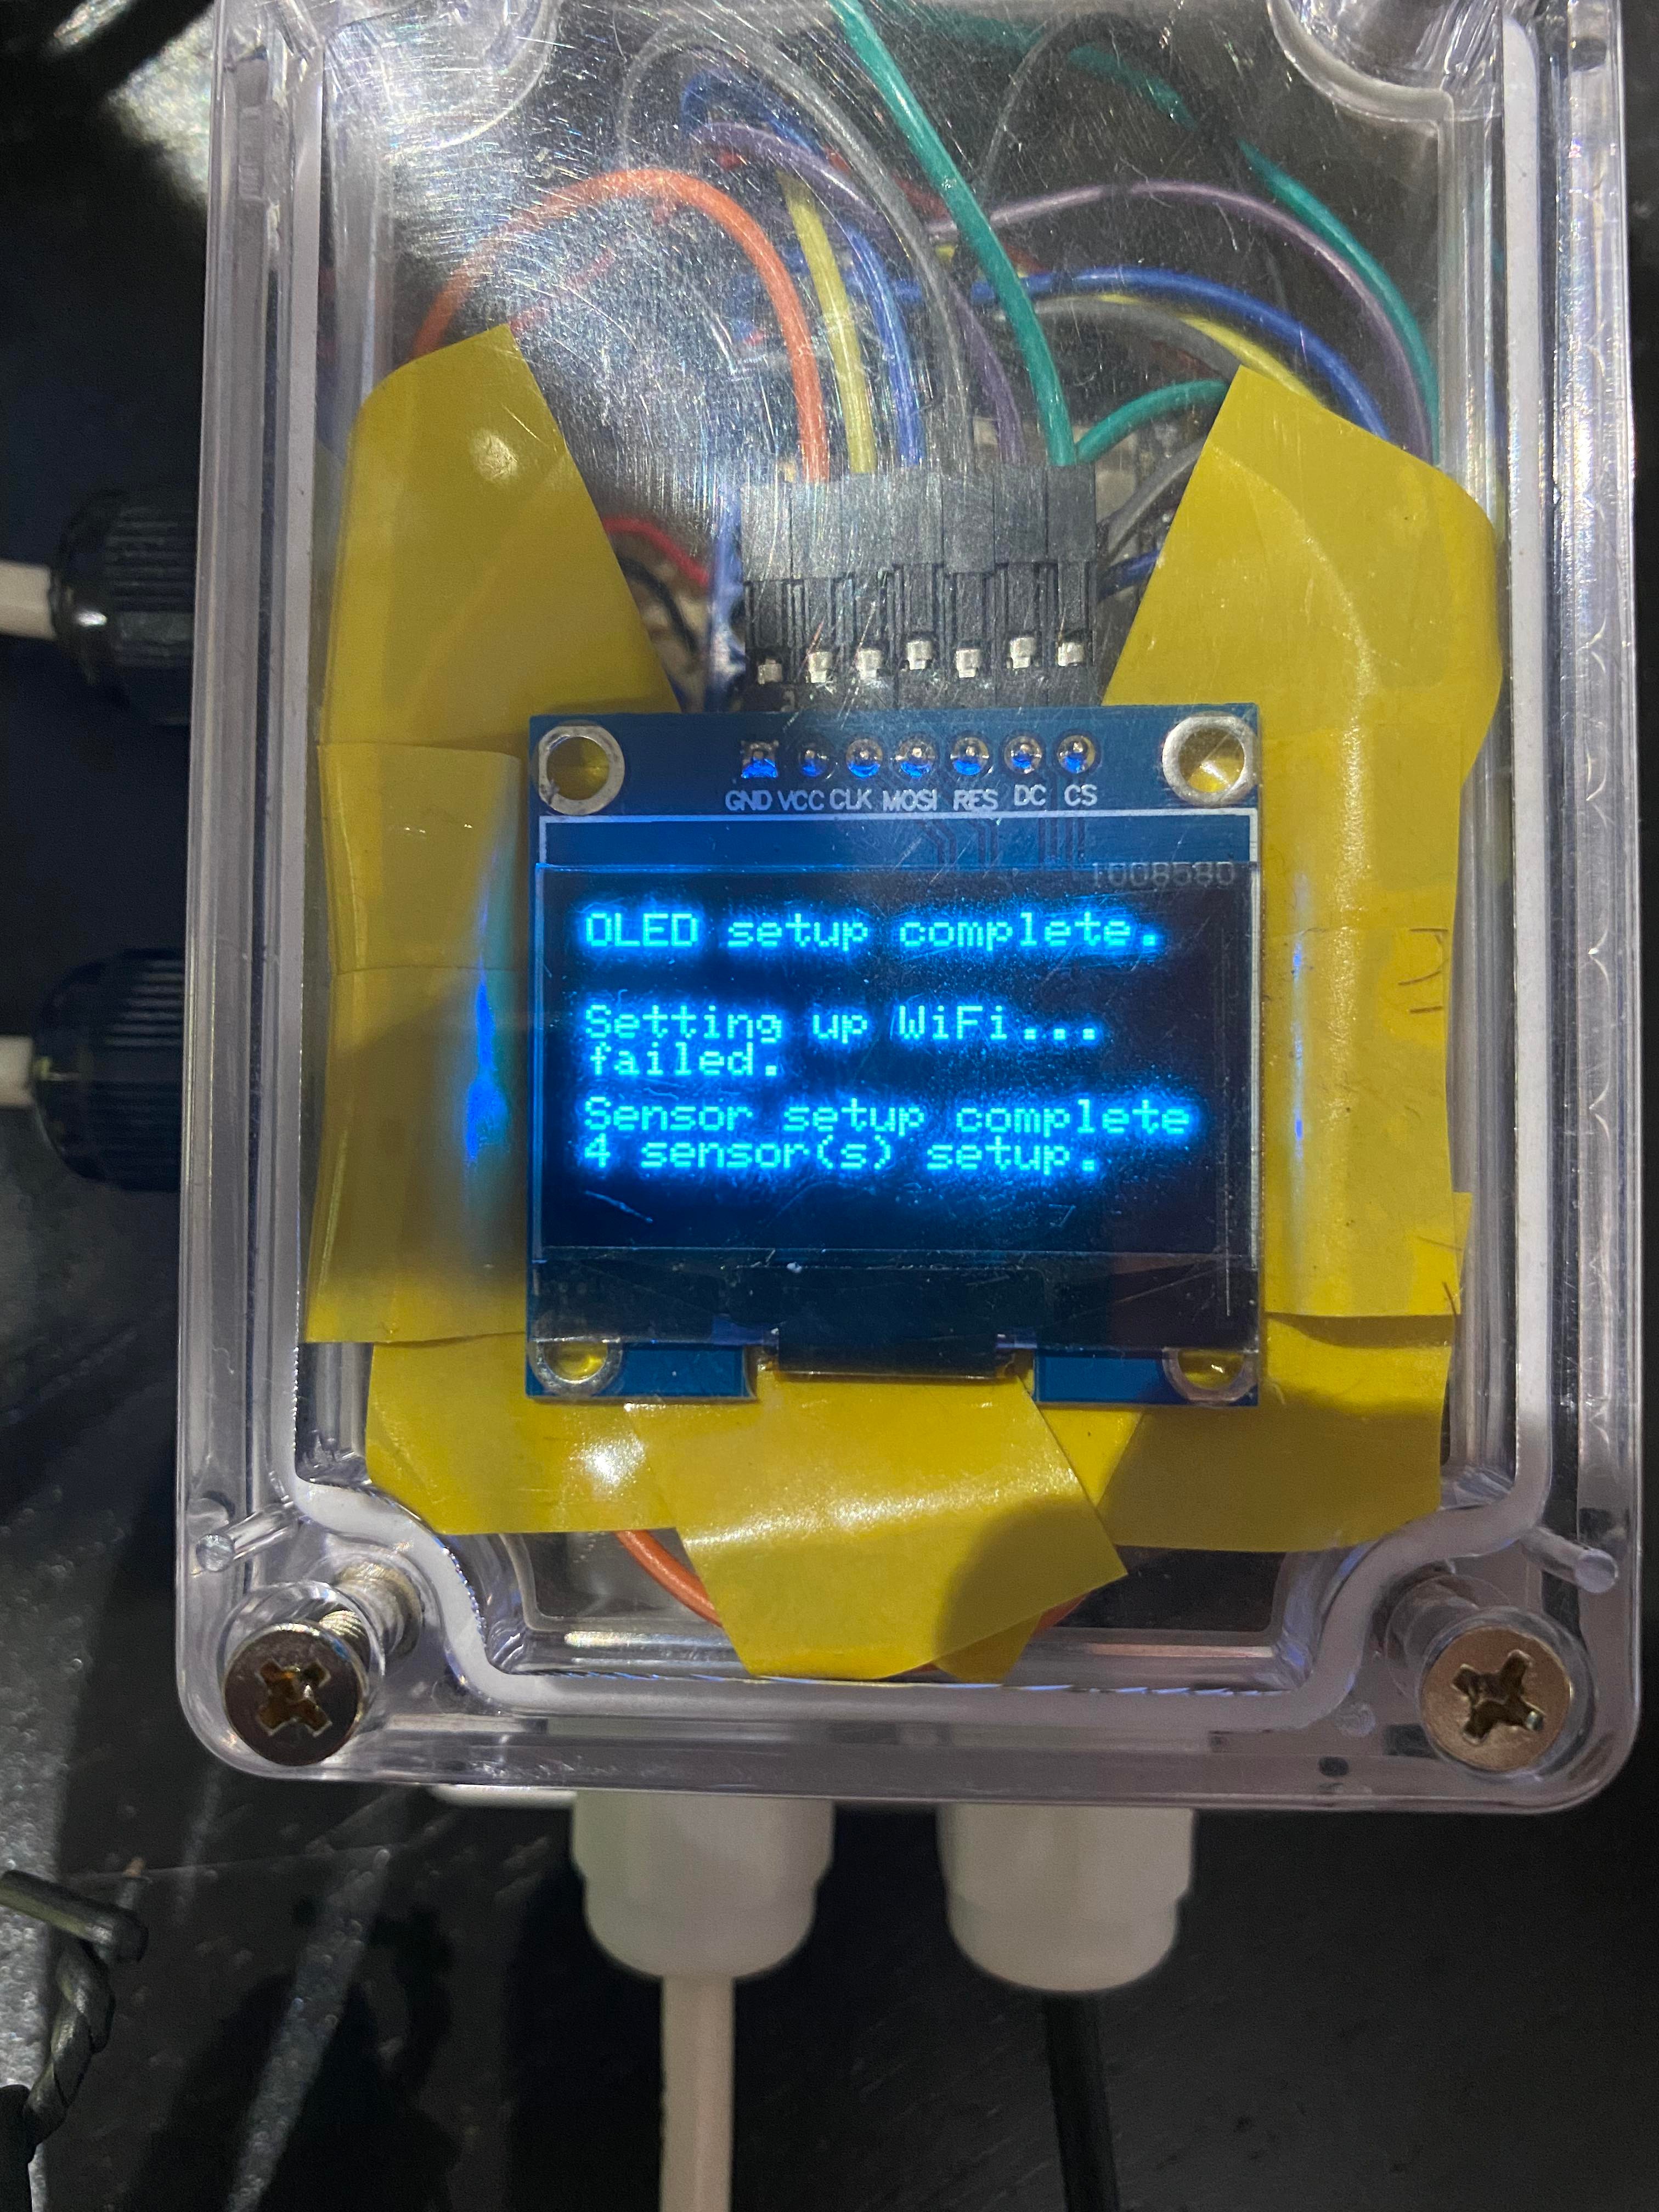 GND VCC CLK MOSI RES DC CS
1008580
OLED setup complete.
Setting up WiFi...
failed.
Sensor setup complete
4 sensor(s) setup.